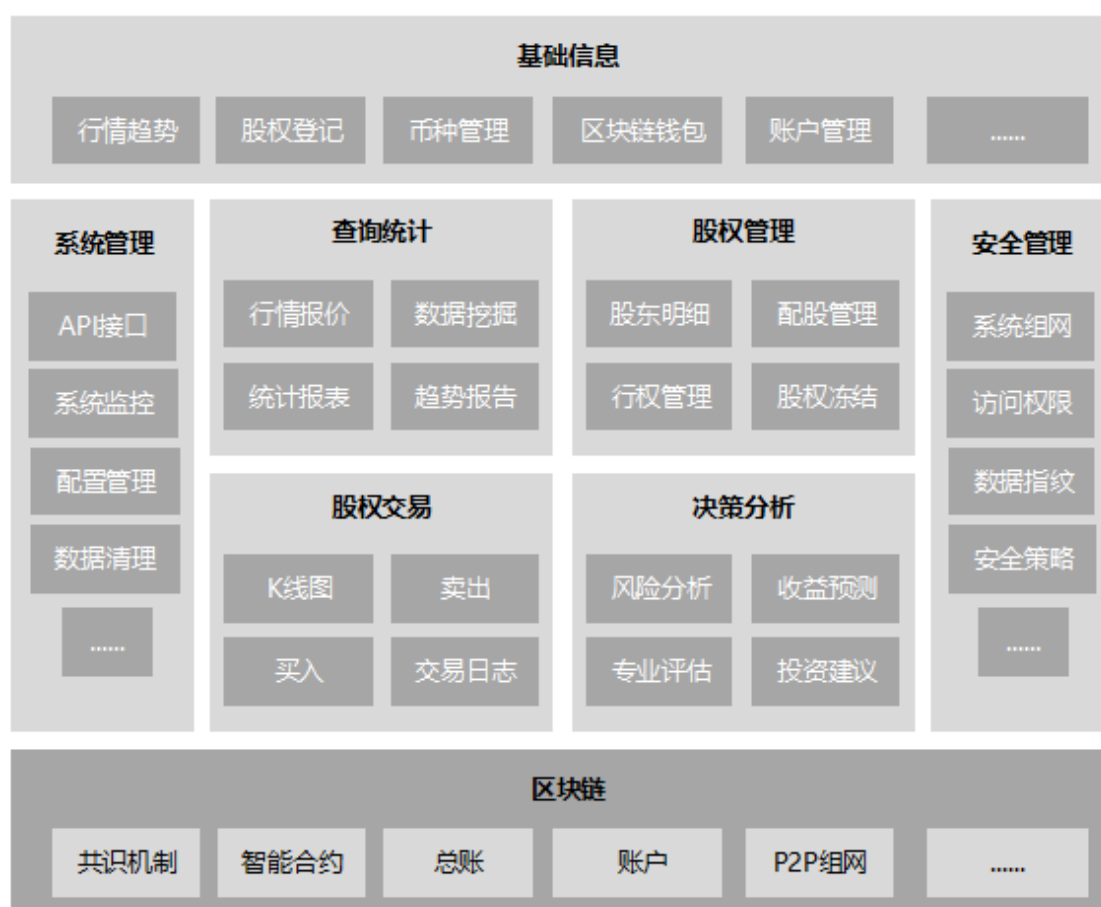 基础信息
行情趋势 股权登记 币种管理 区块链钱包 账户管理 ......
系统管理
API接口
系统监控
配置管理
数据清理
......
查询统计
行情报价 数据挖掘
统计报表 趋势报告
股权管理
股东明细 配股管理
行权管理 股权冻结
股权交易
K线图 卖出
买入 交易日志
决策分析
风险分析 收益预测
专业评估 投资建议
安全管理
系统组网
访问权限
数据指纹
安全策略
......
区块链
共识机制 智能合约 总账 账户 P2P组网 ......